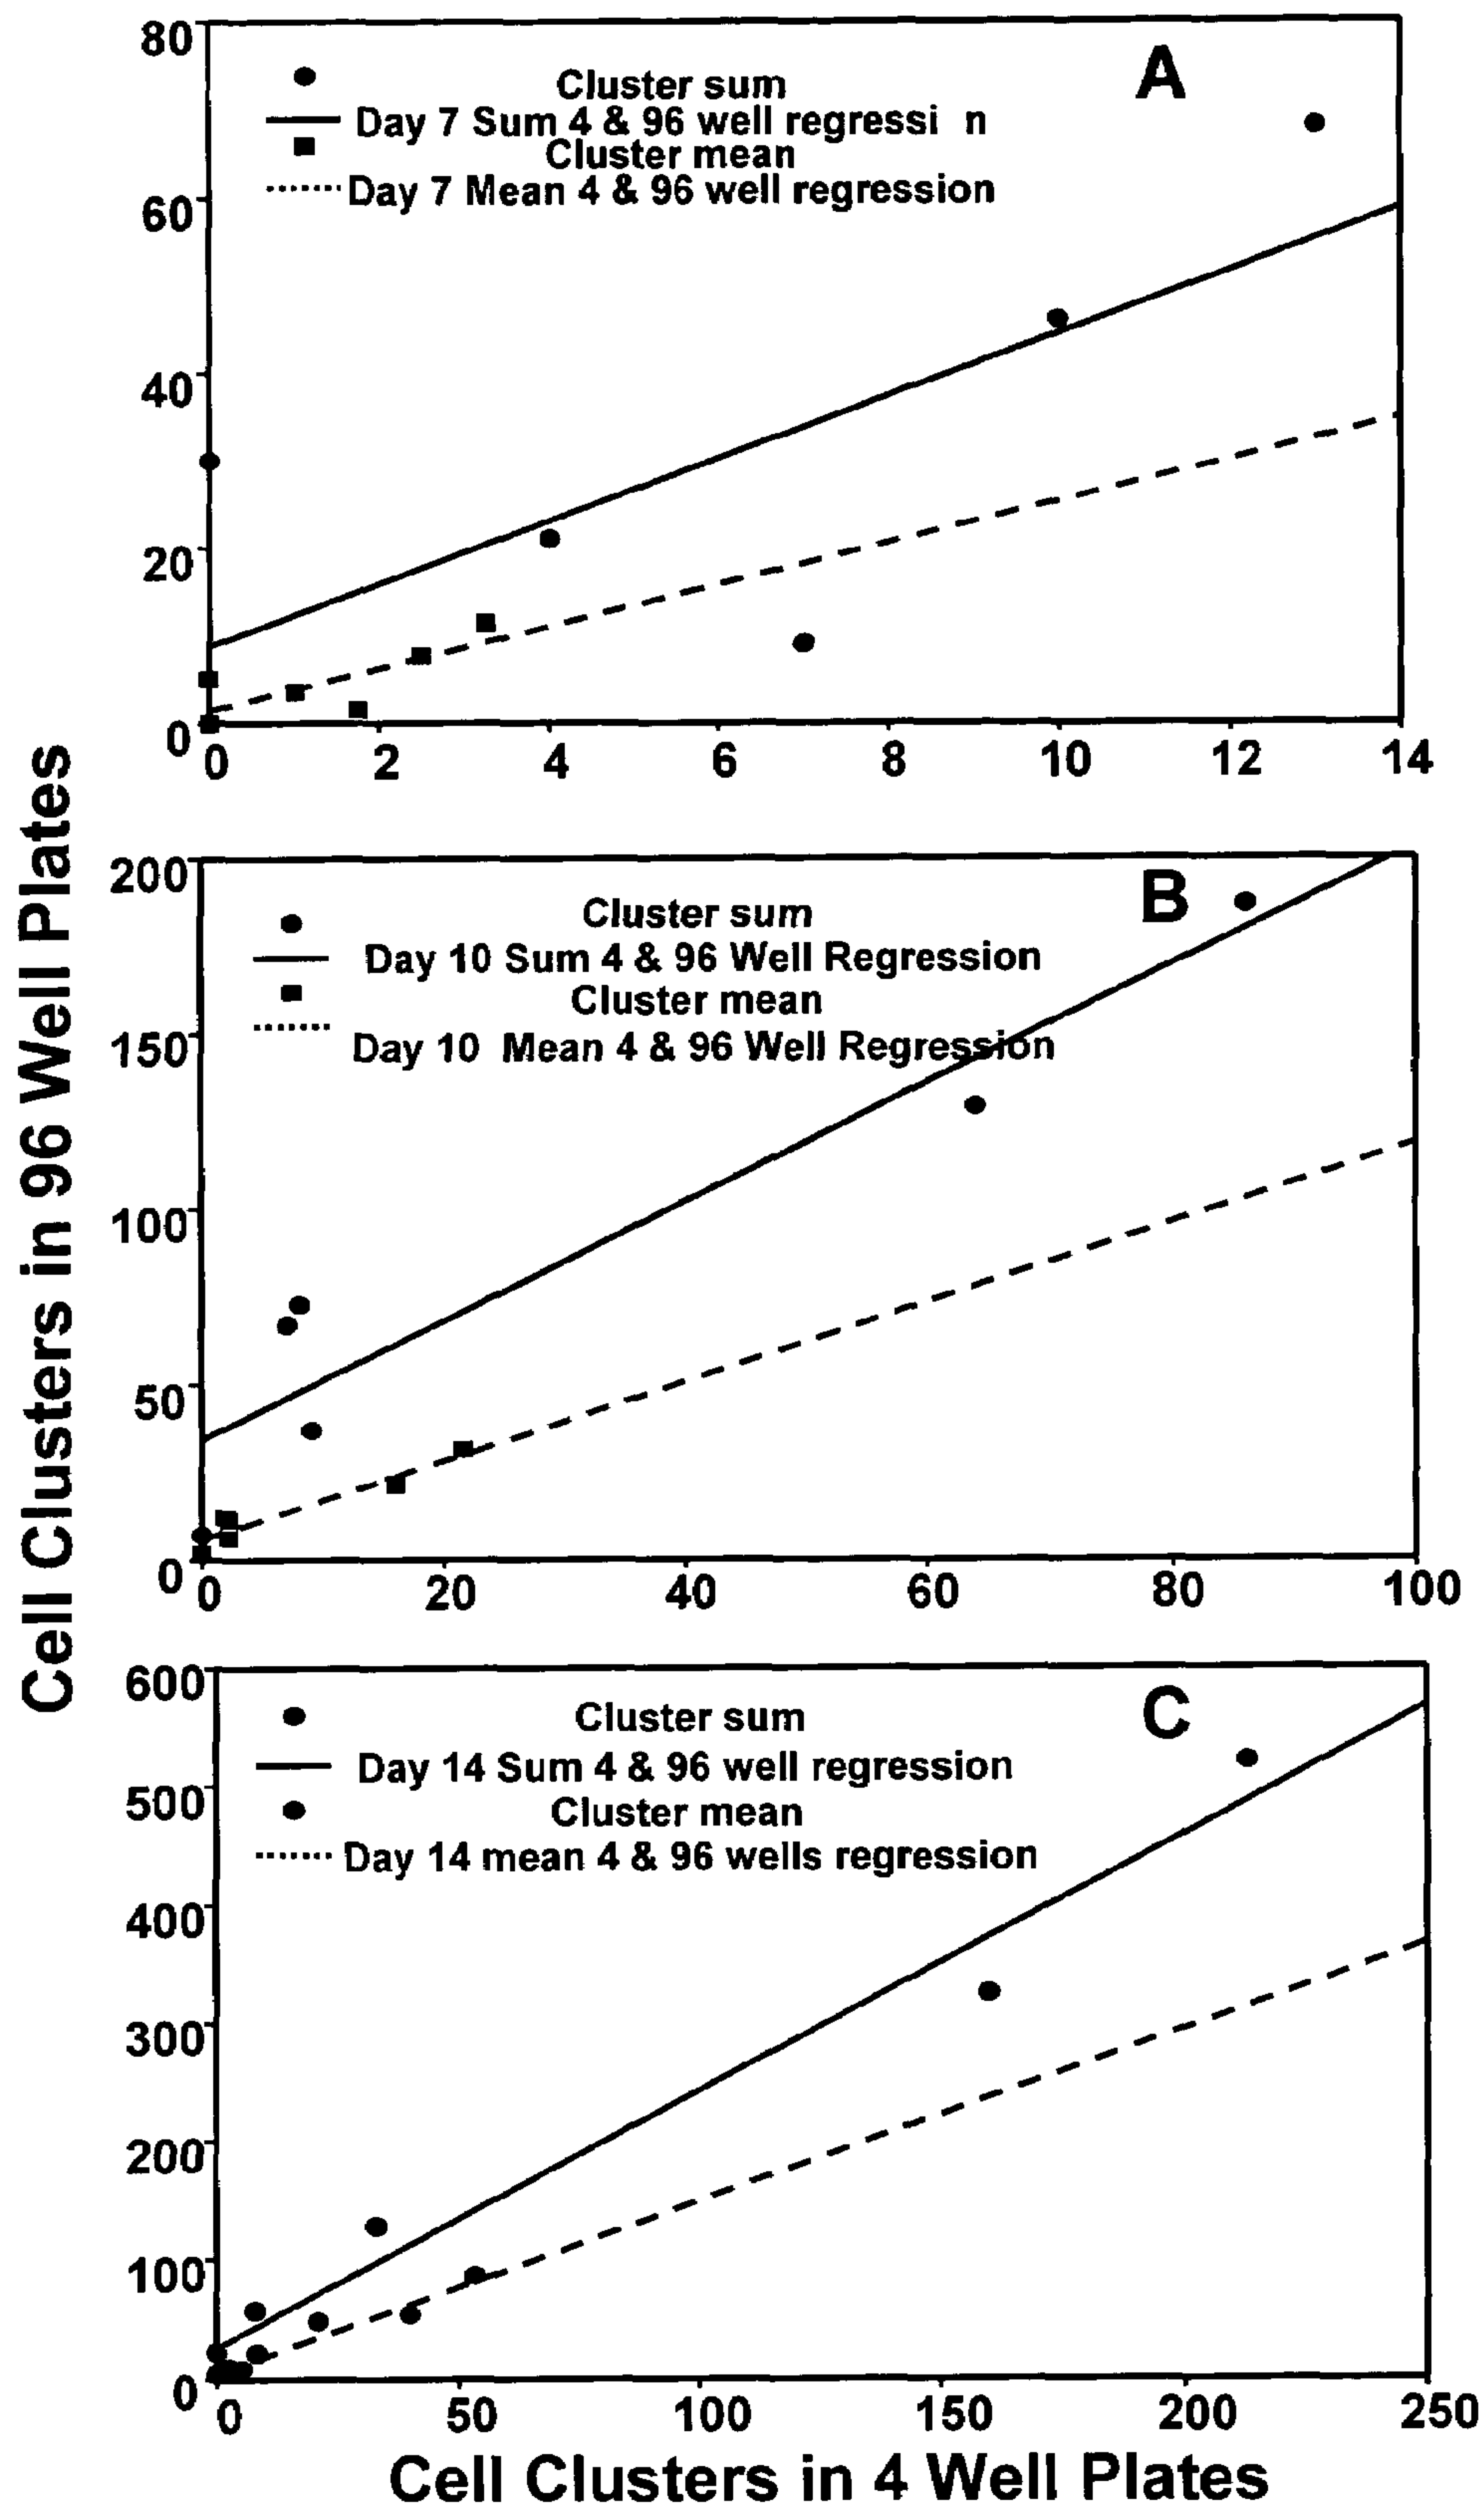 Cell Clusters in 96 Well Plates
A
80
60
40
20
0
Cluster sum
Day 7 Sum 4 & 96 well regressi n
Cluster mean
Day 7 Mean 4 & 96 well regression
0 2 4 6 8 10 12 14
B
200
150
100
50
0
Cluster sum
Day 10 Sum 4 & 96 Well Regression
Cluster mean
Day 10 Mean 4 & 96 Well Regression
0 20 40 60 80 100
C
600
500
400
300
200
100
0
Cluster sum
Day 14 Sum 4 & 96 well regression
Cluster mean
Day 14 mean 4 & 96 wells regression
0 50 100 150 200 250
Cell Clusters in 4 Well Plates